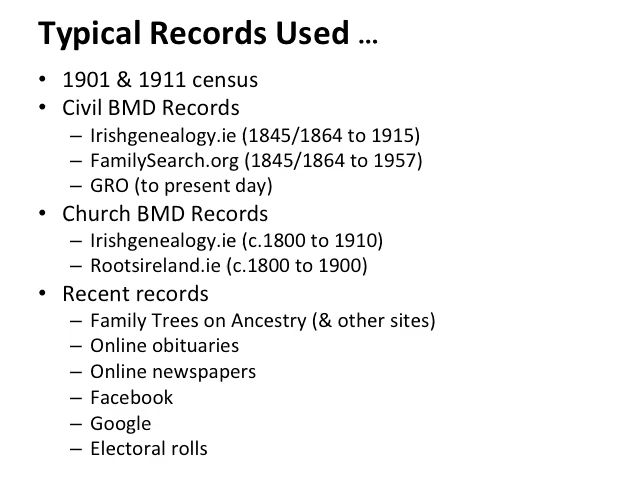 Typical Records Used ...
• 1901 & 1911 census
• Civil BMD Records
– Irishgenealogy.ie (1845/1864 to 1915)
– FamilySearch.org (1845/1864 to 1957)
– GRO (to present day)
• Church BMD Records
– Irishgenealogy.ie (c.1800 to 1910)
– Rootsireland.ie (c.1800 to 1900)
• Recent records
– Family Trees on Ancestry (& other sites)
– Online obituaries
– Online newspapers
– Facebook
– Google
– Electoral rolls